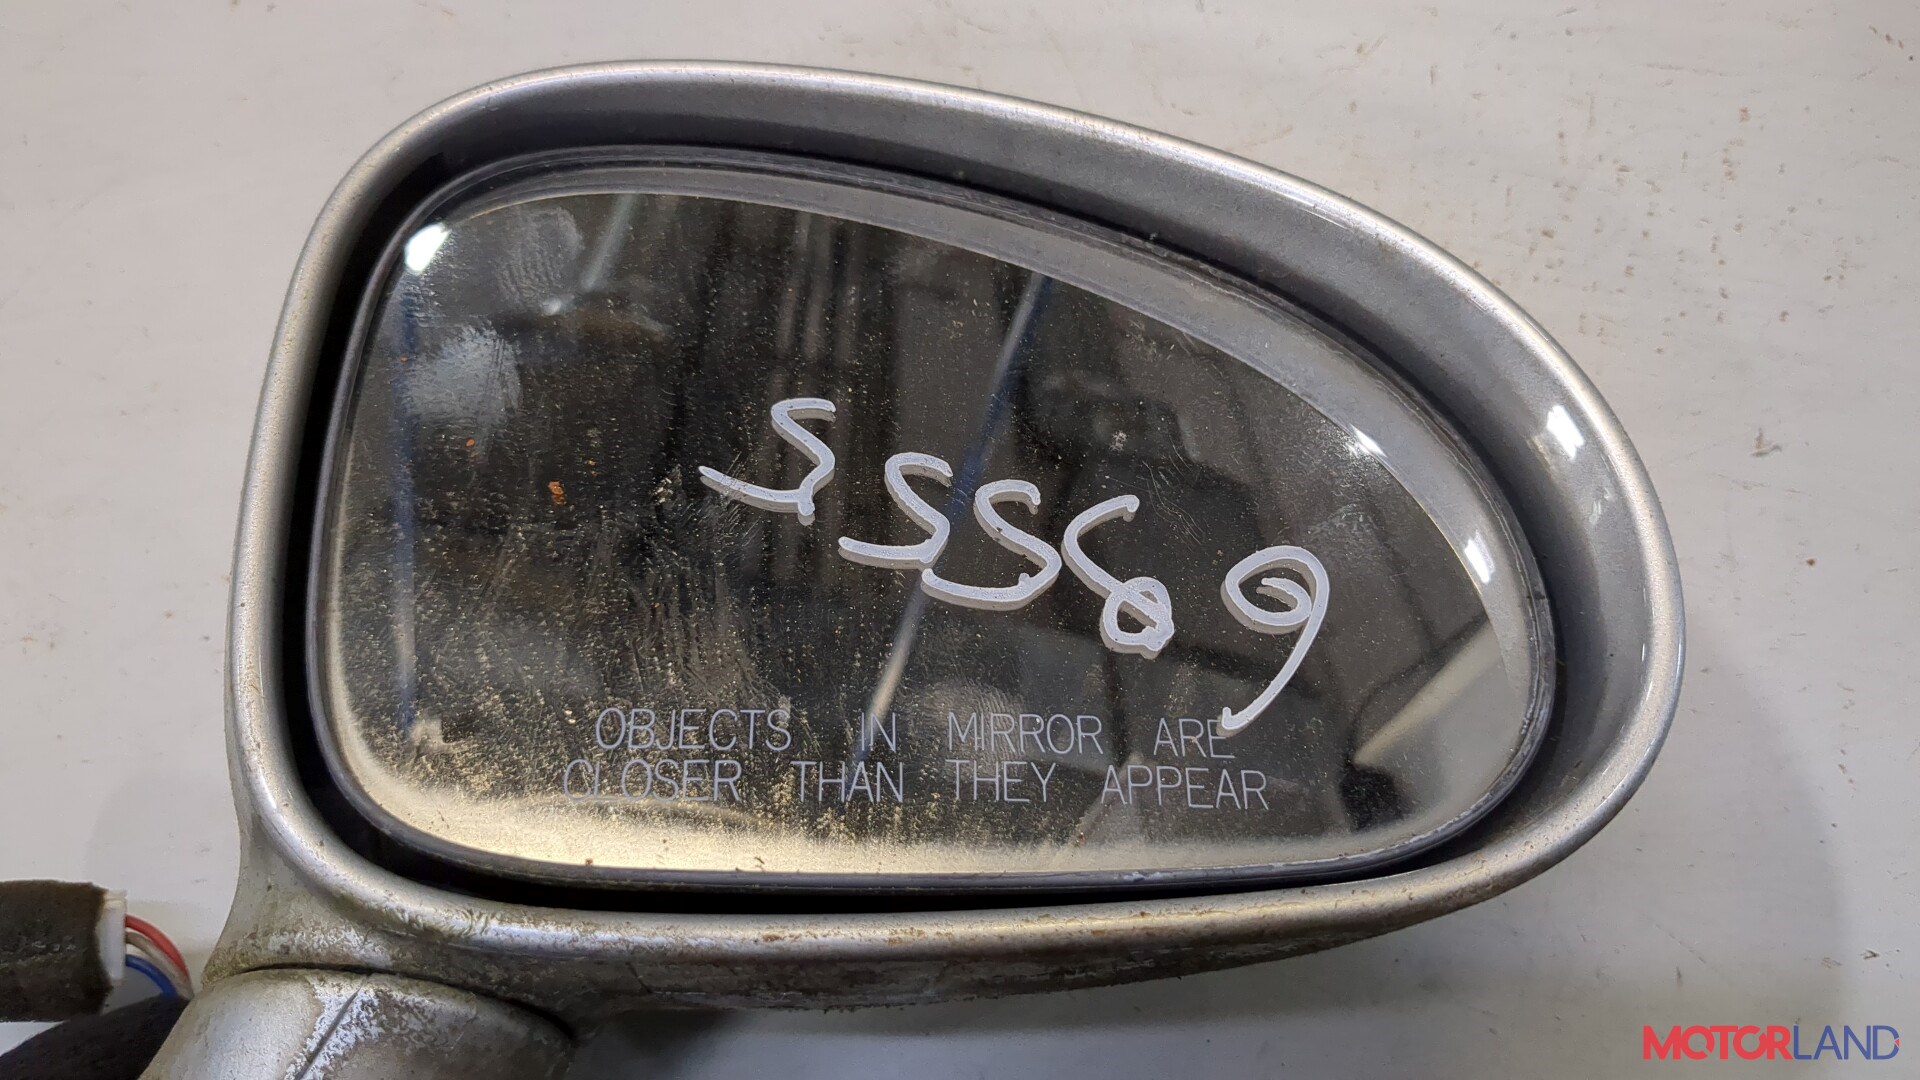 55569
OBJECTS IN MIRROR ARE
CLOSER THAN THEY APPEAR
MOTORLAND